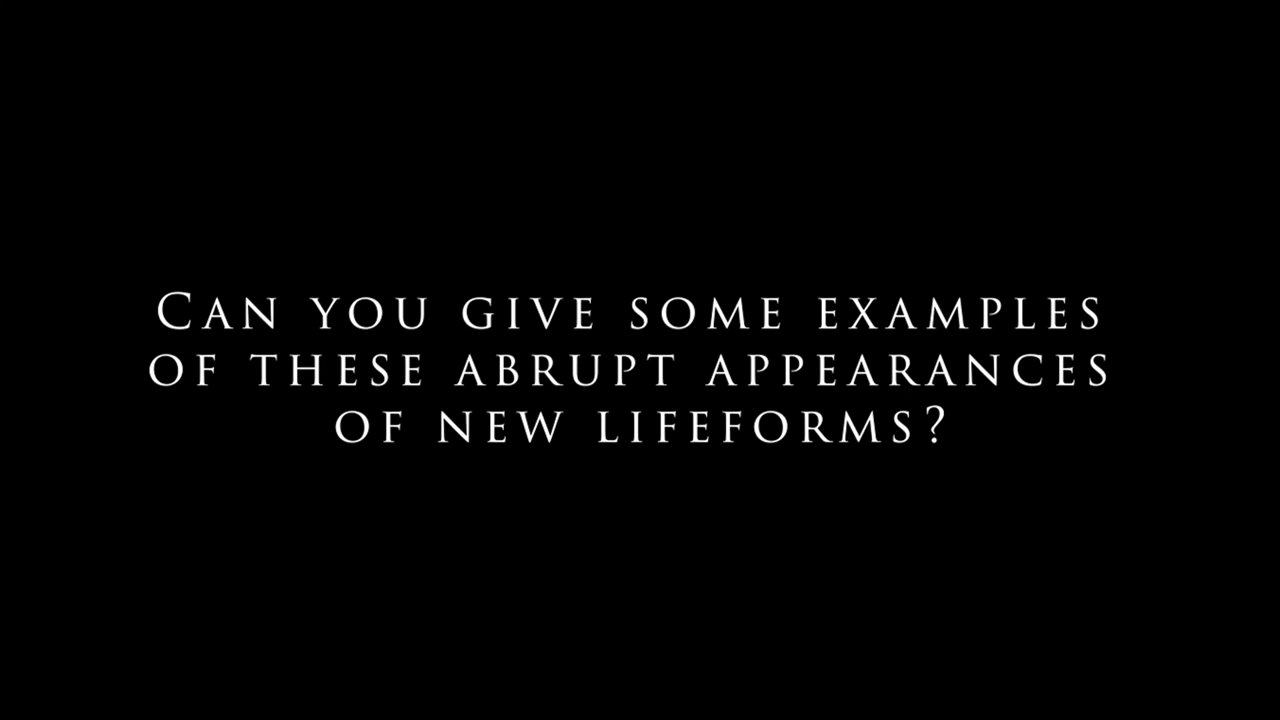 Can you give some examples
of these abrupt appearances
of new lifeforms?